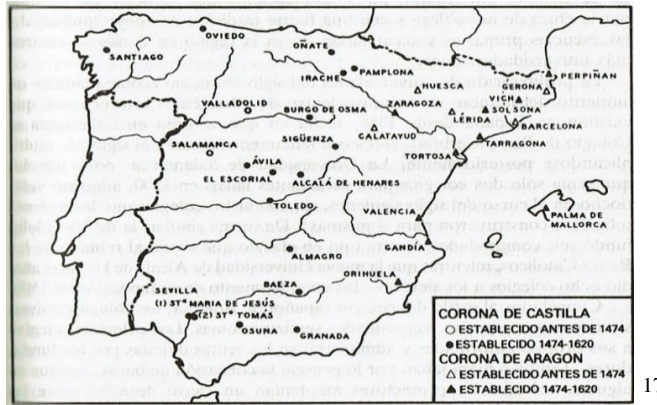 OVIEDO
SANTIAGO
OÑATE
PAMPLONA
IRACHE
HUESCA
GERONA
PERPIÑAN
VICH
VALLADOLID
BURGO DE OSMA
ZARAGOZA
SOLSONA
LÉRIDA
BARCELONA
SALAMANCA
SIGÜENZA
CALATAYUD
TARRAGONA
TORTOSA
ÁVILA
EL ESCORIAL
ALCALÁ DE HENARES
TOLEDO
VALENCIA
PALMA DE
MALLORCA
GANDÍA
ALMAGRO
BAEZA
ORIHUELA
SEVILLA
(1) STª MARIA DE JESÚS
(2) STº TOMÁS
OSUNA
GRANADA
CORONA DE CASTILLA
○ ESTABLECIDO ANTES DE 1474
● ESTABLECIDO 1474-1620
CORONA DE ARAGON
△ ESTABLECIDO ANTES DE 1474
▲ ESTABLECIDO 1474-1620